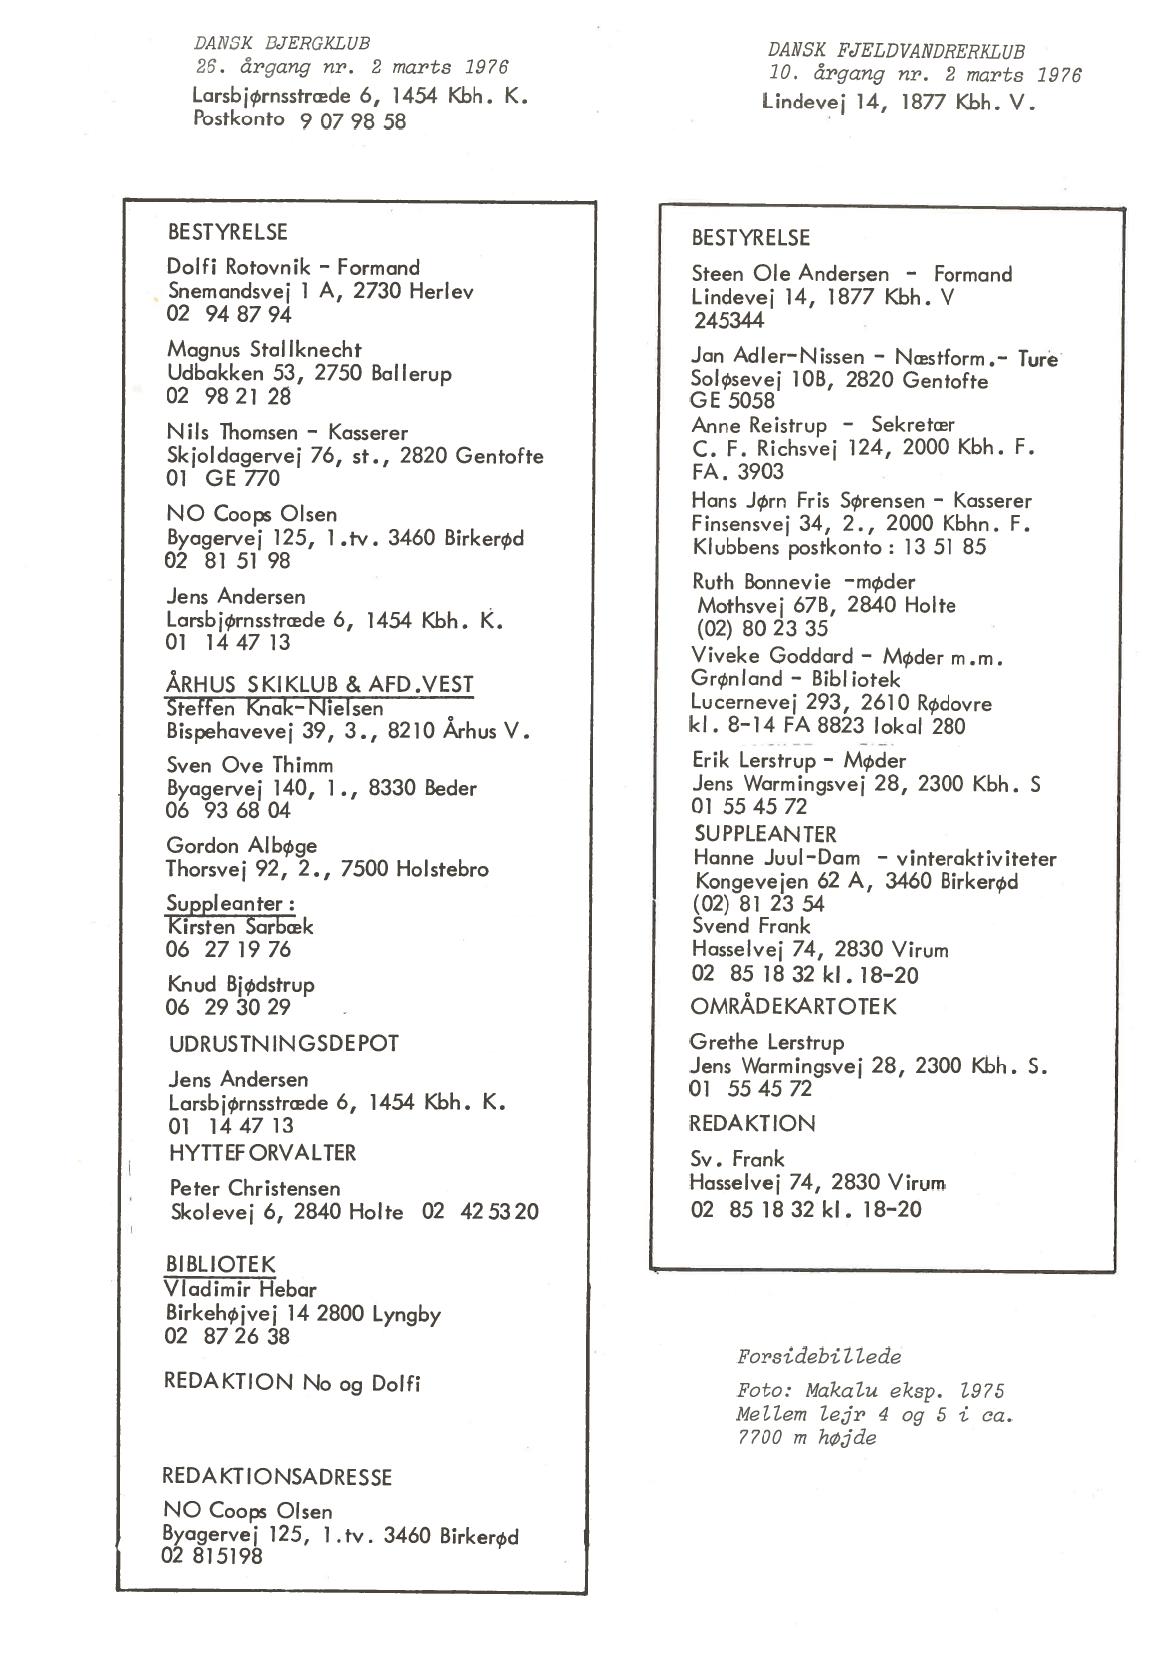 DANSK BJERGKLUB
26. årgang nr. 2 marts 1976
Larsbjørnsstræde 6, 1454 Kbh. K.
Postkonto 9 07 98 58
BESTYRELSE
Dolfi Rotovnik - Formand
Snemandsvej 1 A, 2730 Herlev
02 94 87 94
Magnus Stallknecht
Udbakken 53, 2750 Ballerup
02 98 21 28
Nils Thomsen - Kasserer
Skjoldagervej 76, st., 2820 Gentofte
01 GE 770
NO Coops Olsen
Byagervej 125, 1.tv. 3460 Birkerød
02 81 51 98
Jens Andersen
Larsbjørnsstræde 6, 1454 Kbh. K.
01 14 47 13
ÅRHUS SKIKLUB & AFD.VEST
Steffen Knak-Nielsen
Bispehavevej 39, 3., 8210 Århus V.
Sven Ove Thimm
Byagervej 140, 1., 8330 Beder
06 93 68 04
Gordon Albøge
Thorsvej 92, 2., 7500 Holstebro
Suppleanter :
Kirsten Sarbæk
06 27 19 76
Knud Bjødstrup
06 29 30 29
UDRUSTNINGSDEPOT
Jens Andersen
Larsbjørnsstræde 6, 1454 Kbh. K.
01 14 47 13
HYTTEFORVALTER
Peter Christensen
Skolevej 6, 2840 Holte 02 42 53 20
BIBLIOTEK
Vladimir Hebar
Birkehøjvej 14 2800 Lyngby
02 87 26 38
REDAKTION No og Dolfi
REDAKTIONSADRESSE
NO Coops Olsen
Byagervej 125, 1.tv. 3460 Birkerød
02 815198
DANSK FJELDVANDRERKLUB
10. årgang nr. 2 marts 1976
Lindevej 14, 1877 Kbh. V.
BESTYRELSE
Steen Ole Andersen - Formand
Lindevej 14, 1877 Kbh. V
245344
Jan Adler-Nissen - Næstform.- Ture
Soløsevej 10B, 2820 Gentofte
GE 5058
Anne Reistrup - Sekretær
C. F. Richsvej 124, 2000 Kbh. F.
FA. 3903
Hans Jørn Fris Sørensen - Kasserer
Finsensvej 34, 2., 2000 Kbhn. F.
Klubbens postkonto : 13 51 85
Ruth Bonnevie -møder
Mothsvej 67B, 2840 Holte
(02) 80 23 35
Viveke Goddard - Møder m.m.
Grønland - Bibliotek
Lucernevej 293, 2610 Rødovre
kl. 8-14 FA 8823 lokal 280
Erik Lerstrup - Møder
Jens Warmingsvej 28, 2300 Kbh. S
01 55 45 72
SUPPLEANTER
Hanne Juul-Dam - vinteraktiviteter
Kongevejen 62 A, 3460 Birkerød
(02) 81 23 54
Svend Frank
Hasselvej 74, 2830 Virum
02 85 18 32 kl. 18-20
OMRÅDEKARTOTEK
Grethe Lerstrup
Jens Warmingsvej 28, 2300 Kbh. S.
01 55 45 72
REDAKTION
Sv. Frank
Hasselvej 74, 2830 Virum
02 85 18 32 kl. 18-20
Forsidebillede
Foto: Makalu eksp. 1975
Mellem lejr 4 og 5 i ca.
7700 m højde